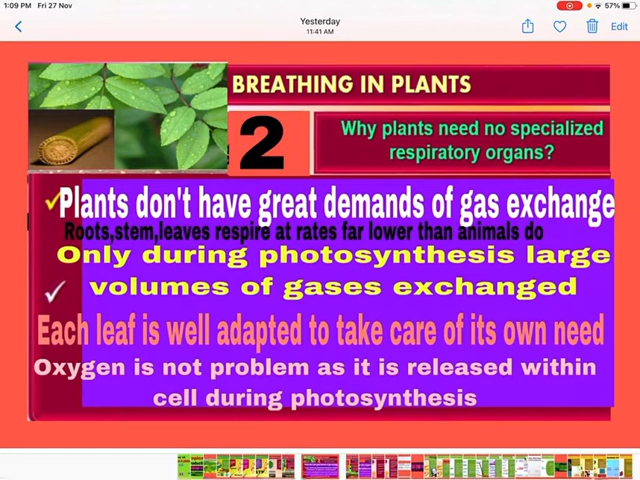 1:09 PM Fri 27 Nov
57%
Yesterday
11:41 AM
Edit
BREATHING IN PLANTS
2
Why plants need no specialized
respiratory organs?
Plants don't have great demands of gas exchange
Roots,stem,leaves respire at rates far lower than animals do
Only during photosynthesis large
volumes of gases exchanged
Each leaf is well adapted to take care of its own need
Oxygen is not problem as it is released within
cell during photosynthesis